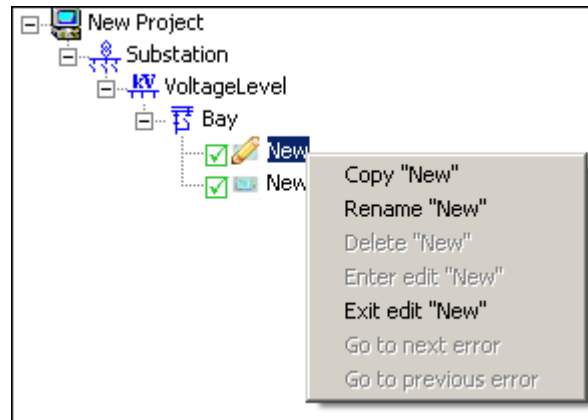 New Project
Substation
kV VoltageLevel
Bay
New
New
Copy "New"
Rename "New"
Delete "New"
Enter edit "New"
Exit edit "New"
Go to next error
Go to previous error